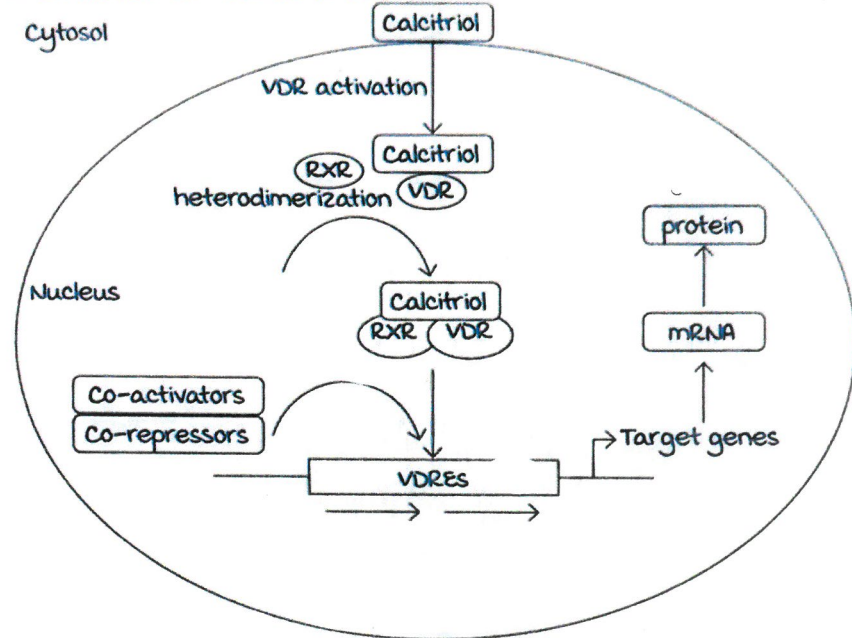 Cytosol
Calcitriol
VDR activation
Calcitriol
RXR
VDR
heterodimerization
Nucleus
Calcitriol
RXR
VDR
protein
mRNA
Co-activators
Co-repressors
Target genes
VDREs